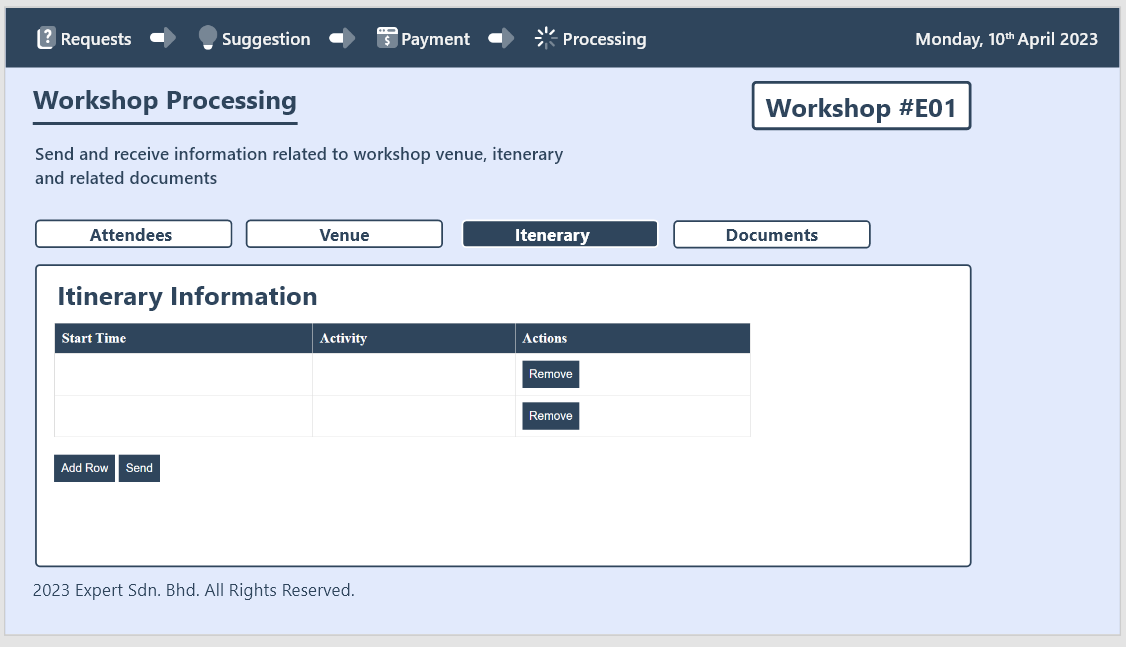 Requests Suggestion Payment Processing Monday, 10th April 2023
Workshop Processing
Workshop #E01
Send and receive information related to workshop venue, itenerary
and related documents
Attendees Venue Itenerary Documents
Itinerary Information
Start Time Activity Actions
Remove
Remove
Add Row Send
2023 Expert Sdn. Bhd. All Rights Reserved.